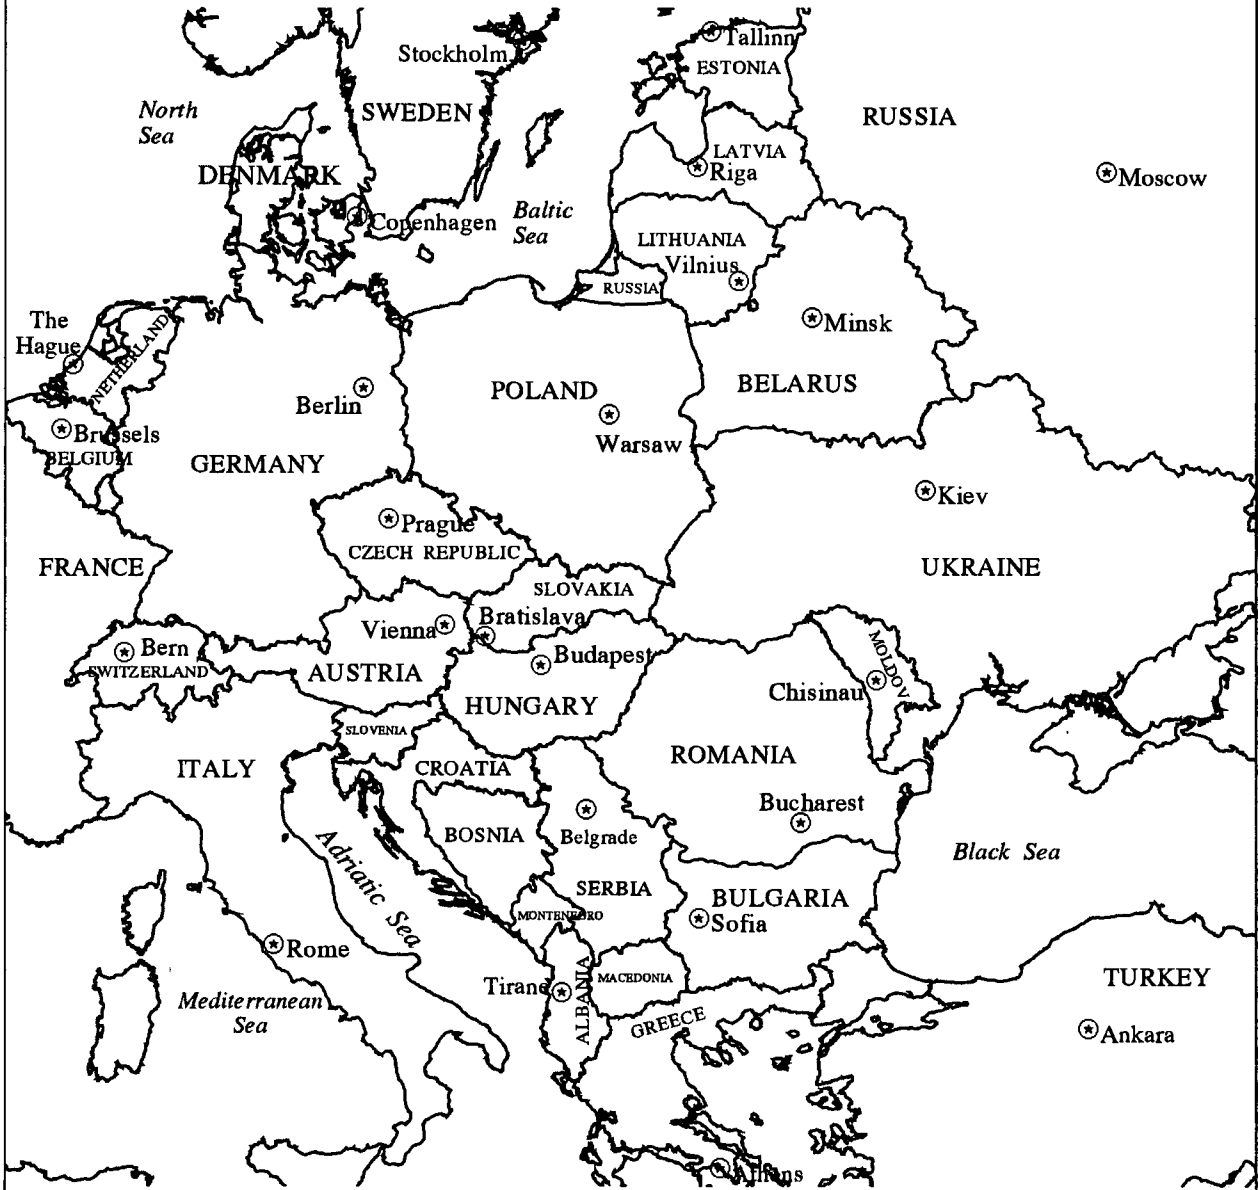 Tallinn
Stockholm
ESTONIA
North
Sea
SWEDEN
RUSSIA
LATVIA
Riga
DENMARK
Moscow
Copenhagen
Baltic
Sea
LITHUANIA
Vilnius
RUSSIA
The
Hague
NETHERLAND
Minsk
POLAND
BELARUS
Berlin
Brussels
BELGIUM
Warsaw
GERMANY
Kiev
Prague
CZECH REPUBLIC
FRANCE
UKRAINE
SLOVAKIA
Bratislava
Vienna
Bern
SWITZERLAND
Budapest
AUSTRIA
MOLDOV
Chisinau
HUNGARY
SLOVENIA
ROMANIA
ITALY
CROATIA
Bucharest
BOSNIA
Belgrade
Adriatic Sea
Black Sea
SERBIA
BULGARIA
MONTENEGRO
Sofia
Rome
MACEDONIA
TURKEY
Tirane
ALBANIA
Mediterranean
Sea
GREECE
Ankara
Athans